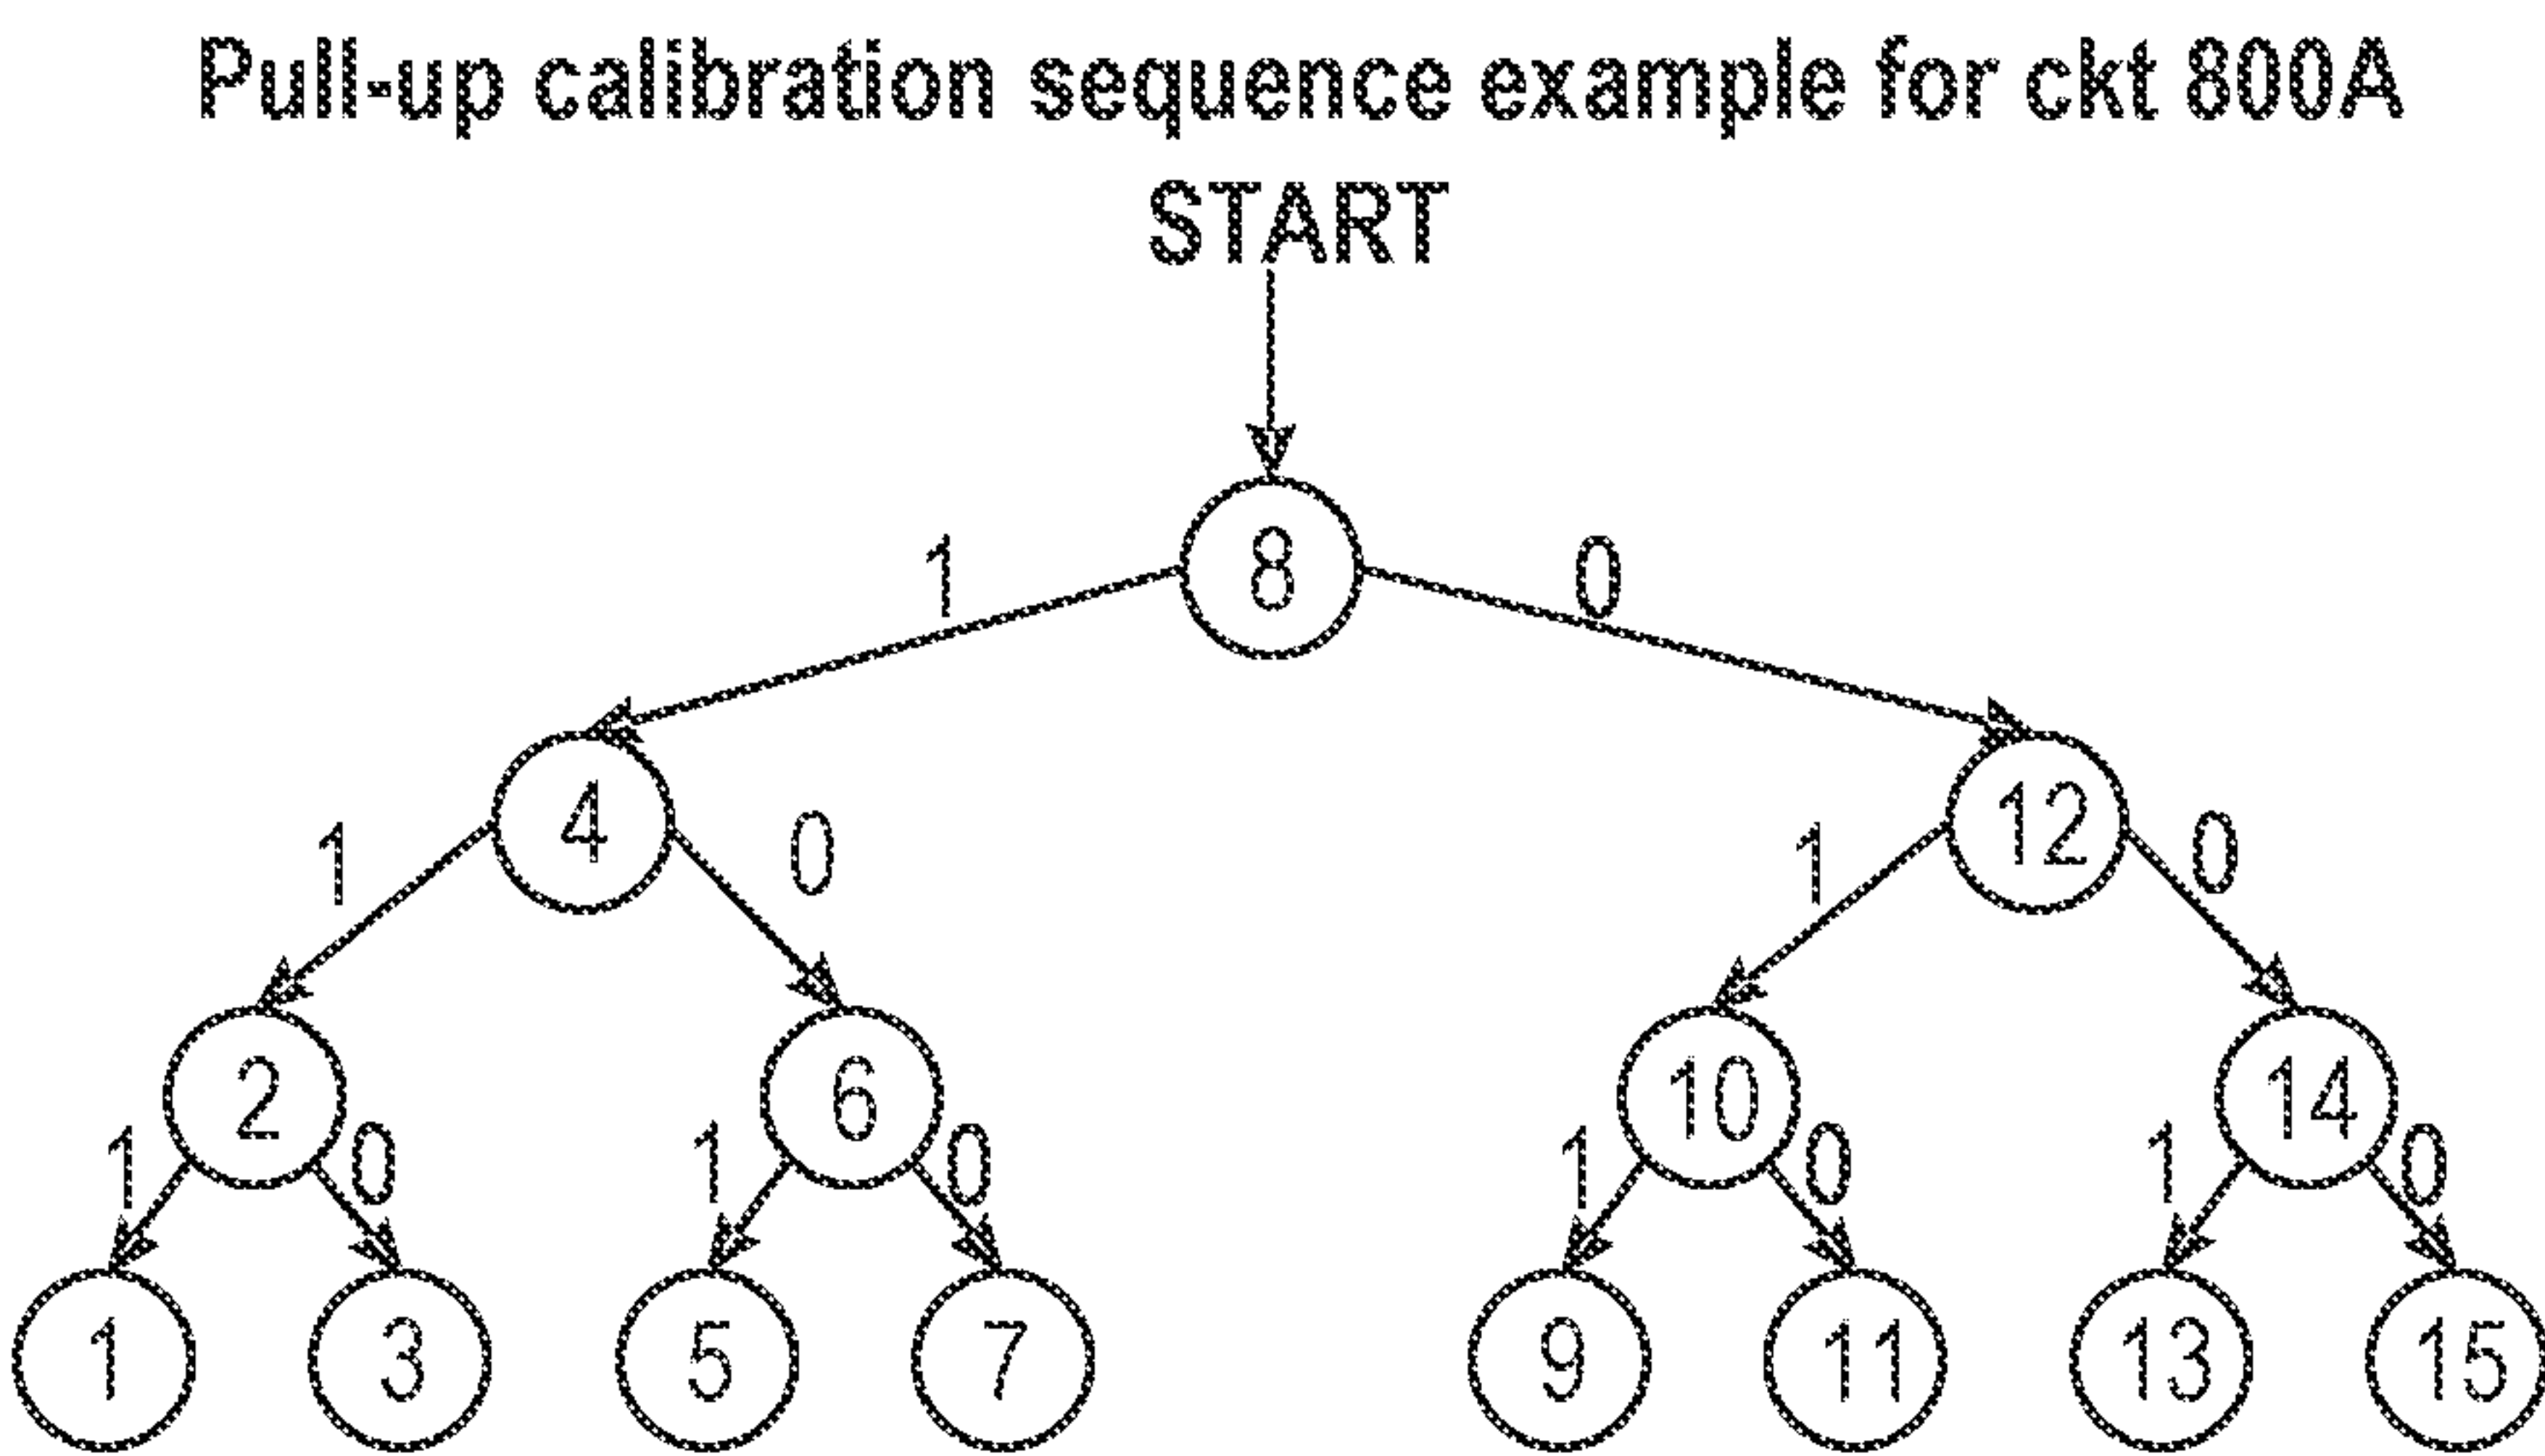 Pull-up calibration sequence example for ckt 800A
START
8
1 0
4 12
1 0 1 0
2 6 10 14
1 0 1 0 1 0 1 0
1 3 5 7 9 11 13 15